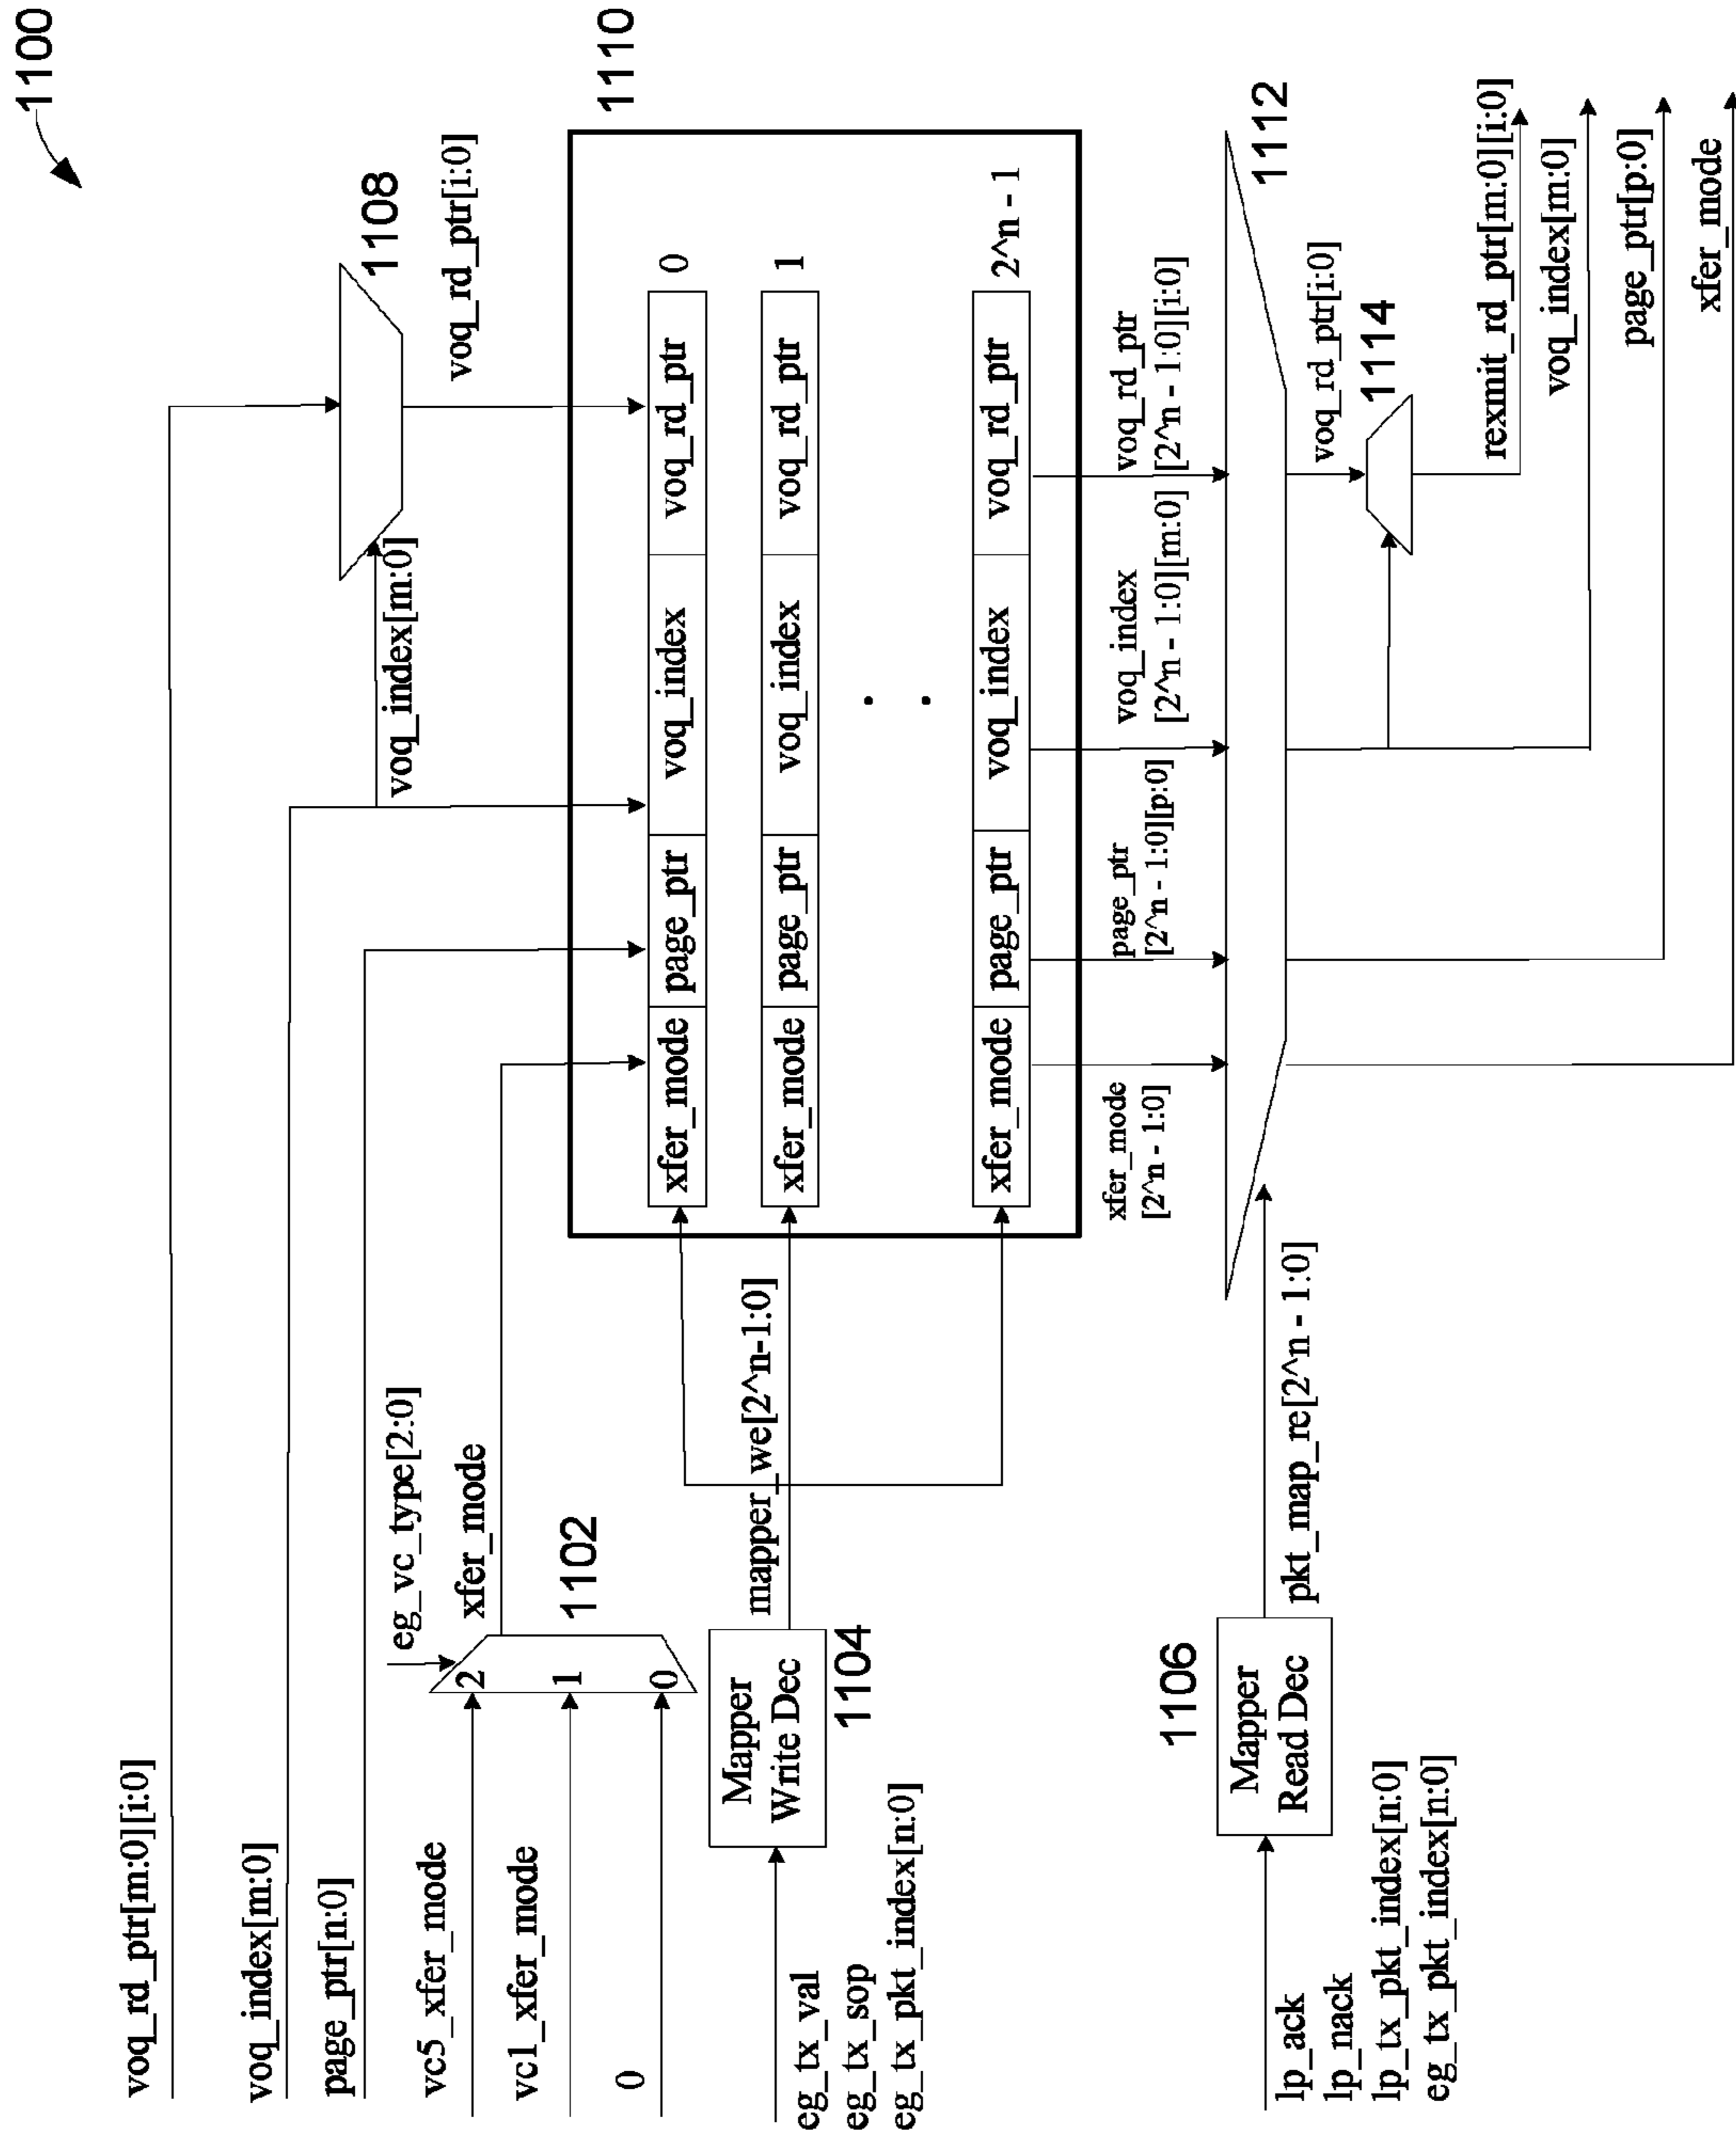 1100
voq_rd_ptr[m:0][i:0]
voq_index[m:0]
page_ptr[n:0]
vc5_xfer_mode
vc1_xfer_mode
0
eg_vc_type[2:0]
xfer_mode
2
1
0
1102
voq_index[m:0]
1108
voq_rd_ptr[i:0]
1110
eg_tx_val
eg_tx_sop
eg_tx_pkt_index[n:0]
Mapper
Write Dec
1104
mapper_we[2^n-1:0]
xfer_mode page_ptr voq_index voq_rd_ptr 0
xfer_mode page_ptr voq_index voq_rd_ptr 1
. .
xfer_mode page_ptr voq_index voq_rd_ptr 2^n - 1
xfer_mode
[2^n - 1:0]
page_ptr
[2^n - 1:0][p:0]
voq_index
[2^n - 1:0][m:0]
voq_rd_ptr
[2^n - 1:0][i:0]
1106
Mapper
Read Dec
lp_ack
lp_nack
lp_tx_pkt_index[n:0]
eg_tx_pkt_index[n:0]
pkt_map_re[2^n - 1:0]
1112
voq_rd_ptr[i:0]
1114
rexmit_rd_ptr[m:0][i:0]
voq_index[m:0]
page_ptr[p:0]
xfer_mode